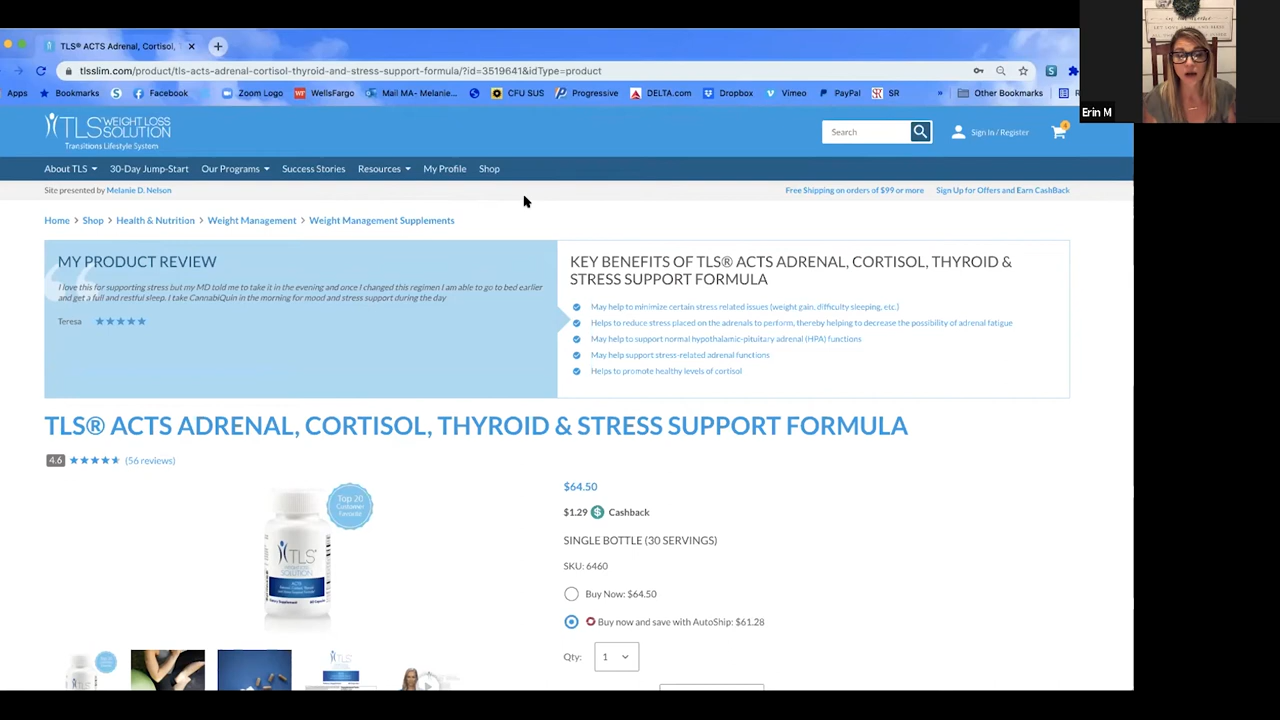 TLS® ACTS Adrenal, Cortisol,
tlsslim.com/product/tls-acts-adrenal-cortisol-thyroid-and-stress-support-formula/?id=3519641&idType=product
Apps Bookmarks Facebook Zoom Logo WellsFargo Mail MA- Melanie... CFU SUS Progressive DELTA.com Dropbox Vimeo PayPal SR » Other Bookmarks
Erin M
TLS WEIGHT LOSS SOLUTION
Transitions Lifestyle System
Search
Sign In / Register
About TLS 30-Day Jump-Start Our Programs Success Stories Resources My Profile Shop
Site presented by Melanie D. Nelson
Free Shipping on orders of $99 or more Sign Up for Offers and Earn CashBack
Home > Shop > Health & Nutrition > Weight Management > Weight Management Supplements
MY PRODUCT REVIEW
I love this for supporting stress but my MD told me to take it in the evening and once I changed this regimen I am able to go to bed earlier
and get a full and restful sleep. I take CannabiQuin in the morning for mood and stress support during the day
Teresa
KEY BENEFITS OF TLS® ACTS ADRENAL, CORTISOL, THYROID &
STRESS SUPPORT FORMULA
May help to minimize certain stress related issues (weight gain, difficulty sleeping, etc.)
Helps to reduce stress placed on the adrenals to perform, thereby helping to decrease the possibility of adrenal fatigue
May help to support normal hypothalamic-pituitary adrenal (HPA) functions
May help support stress-related adrenal functions
Helps to promote healthy levels of cortisol
TLS® ACTS ADRENAL, CORTISOL, THYROID & STRESS SUPPORT FORMULA
4.6 (56 reviews)
Top 20
Customer
Favorite
TLS
WEIGHT LOSS
SOLUTION
ACTS
$64.50
$1.29 Cashback
SINGLE BOTTLE (30 SERVINGS)
SKU: 6460
Buy Now: $64.50
Buy now and save with AutoShip: $61.28
Qty: 1
TLS